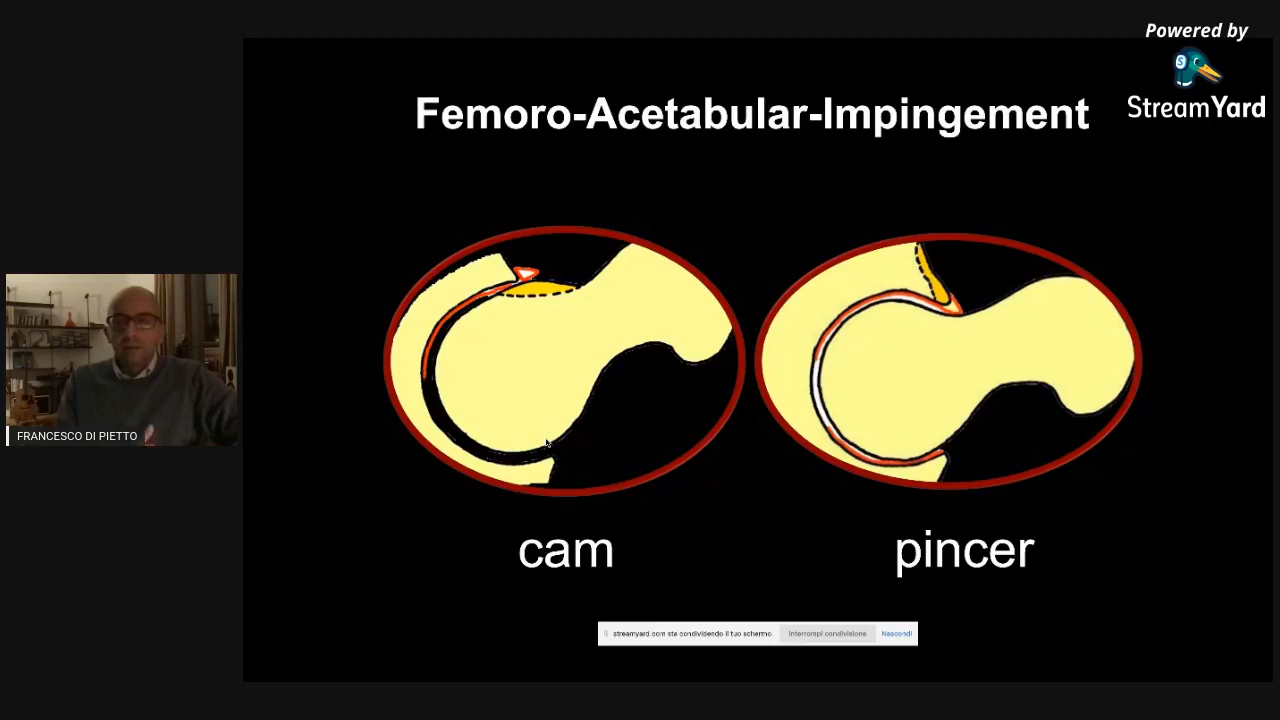 Powered by
StreamYard
Femoro-Acetabular-Impingement
FRANCESCO DI PIETTO
cam
pincer
streamyard.com sta condividendo il tuo schermo.
Interrompi condivisione
Nascondi